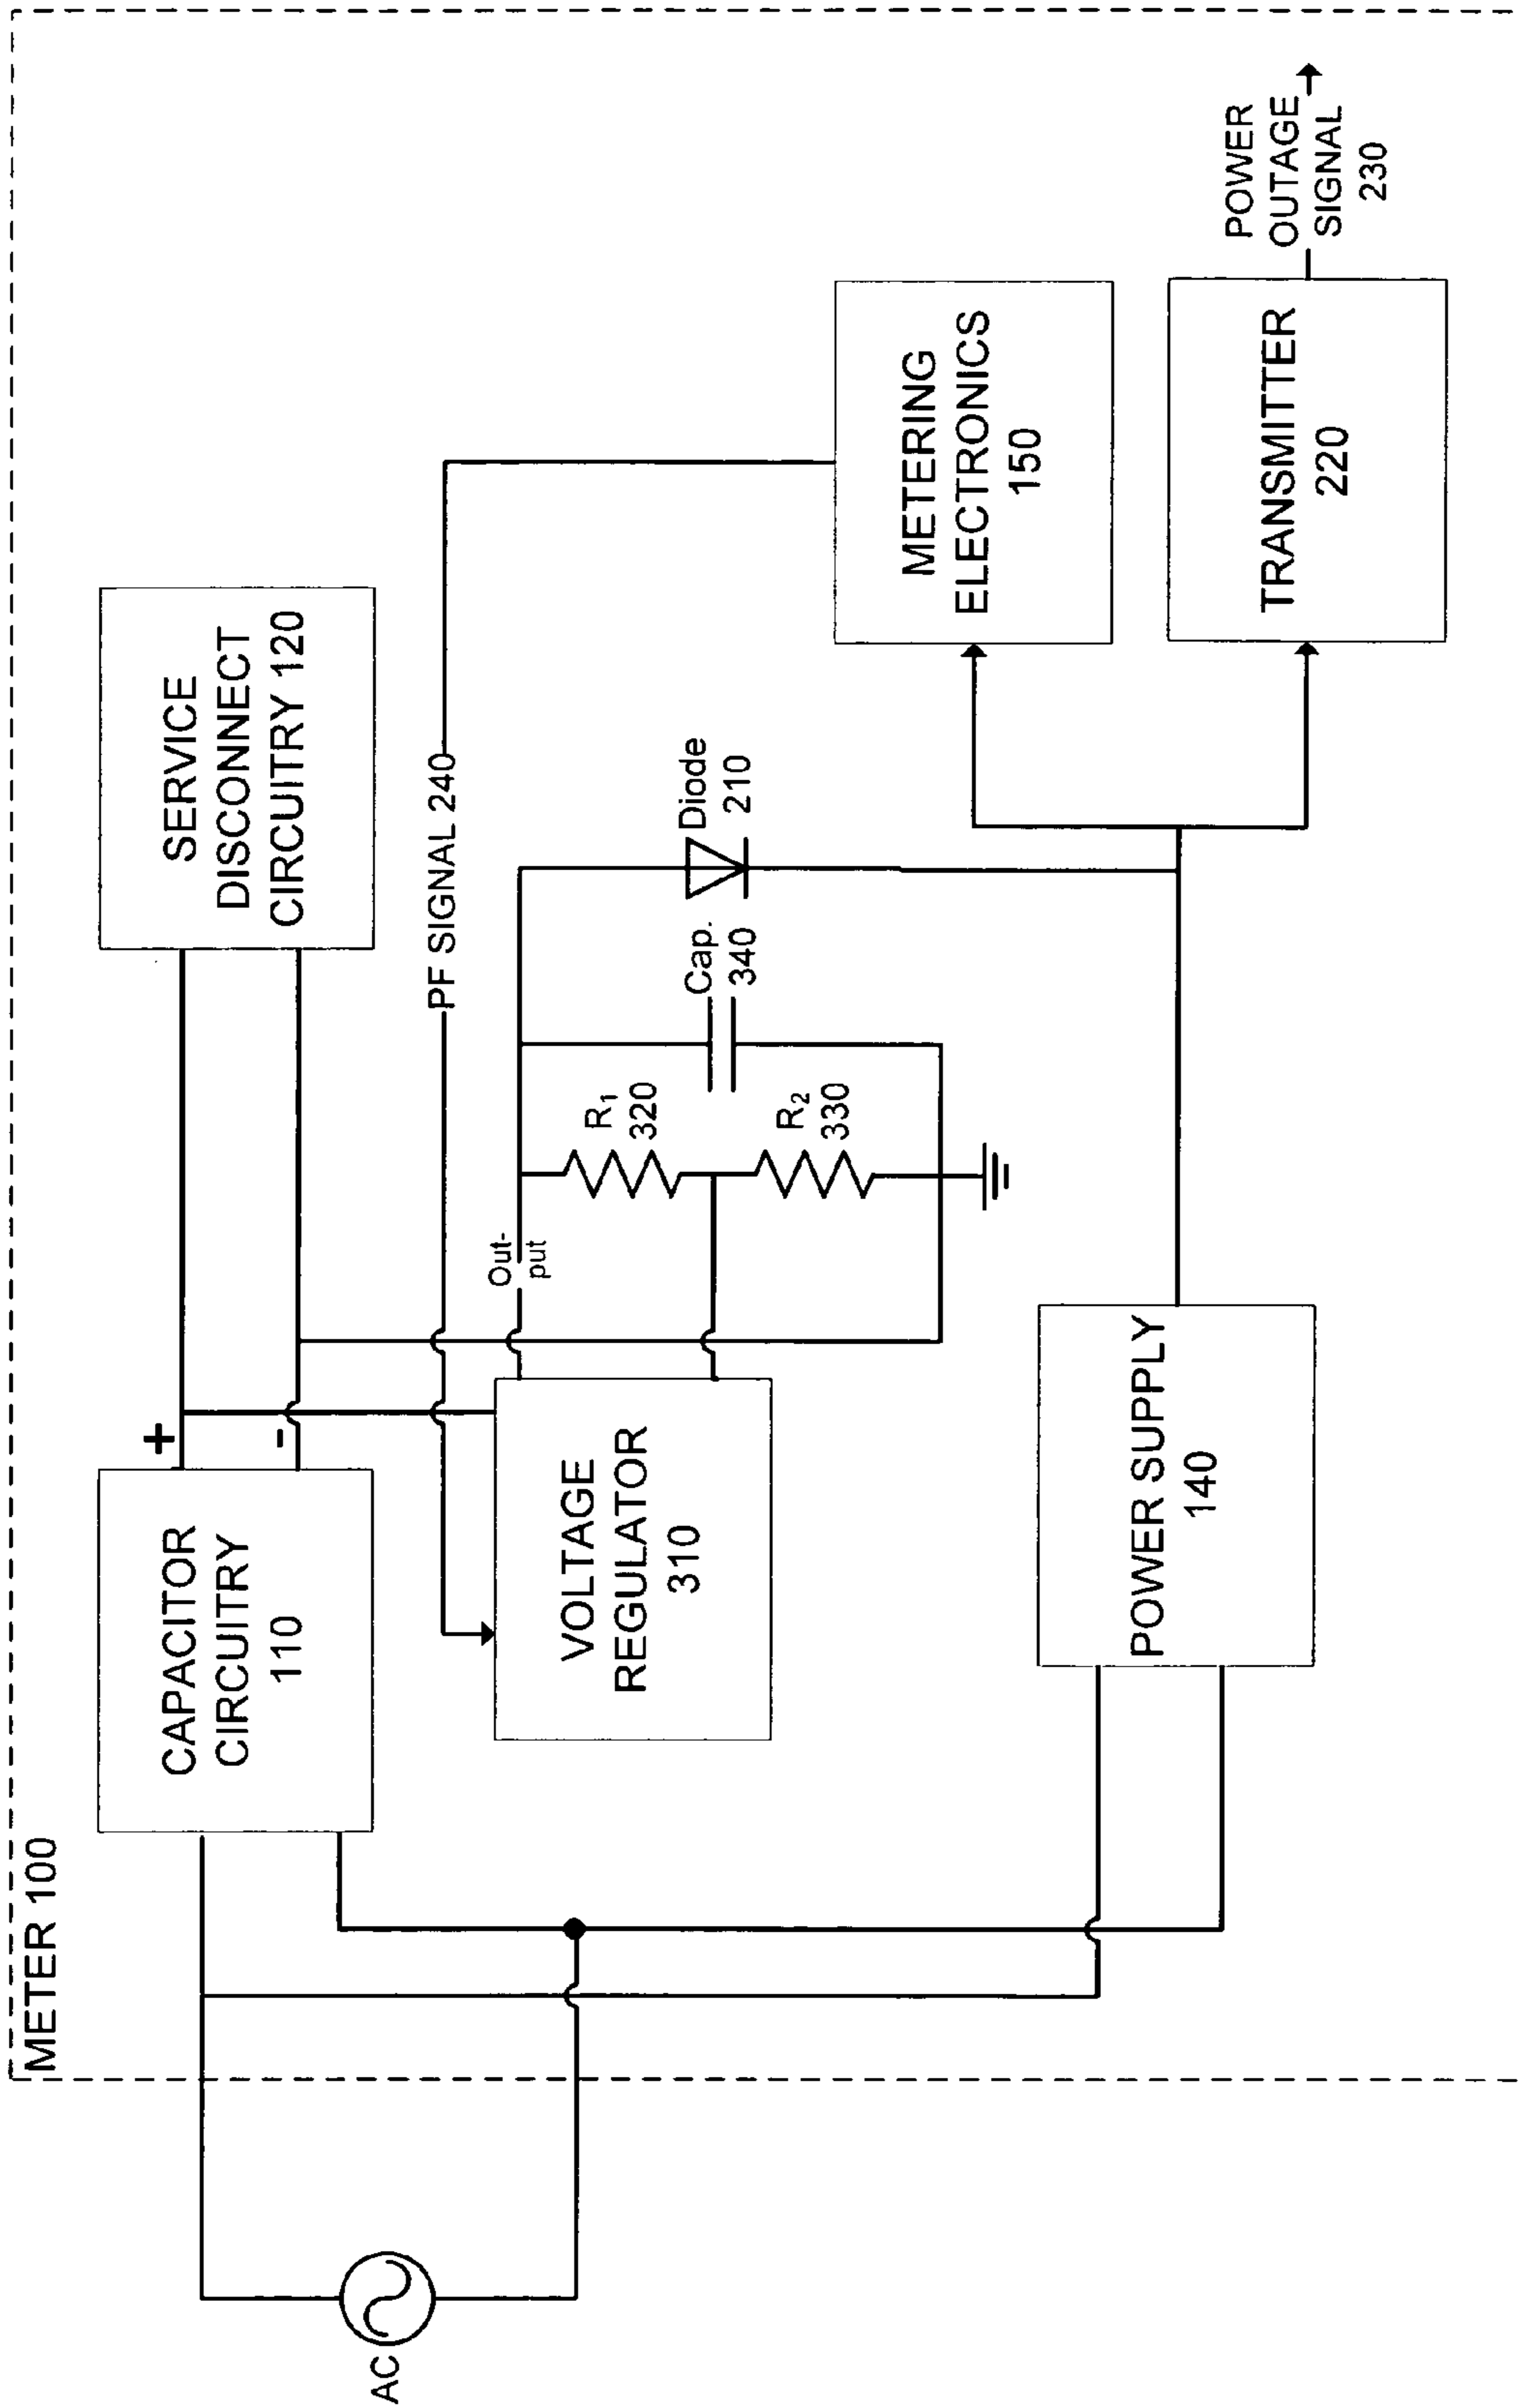 METER 100
AC
CAPACITOR
CIRCUITRY
110
+
-
SERVICE
DISCONNECT
CIRCUITRY 120
PF SIGNAL 240
VOLTAGE
REGULATOR
310
Out-
put
R₁
320
R₂
330
Cap.
340
Diode
210
POWER SUPPLY
140
METERING
ELECTRONICS
150
TRANSMITTER
220
POWER
OUTAGE
SIGNAL
230